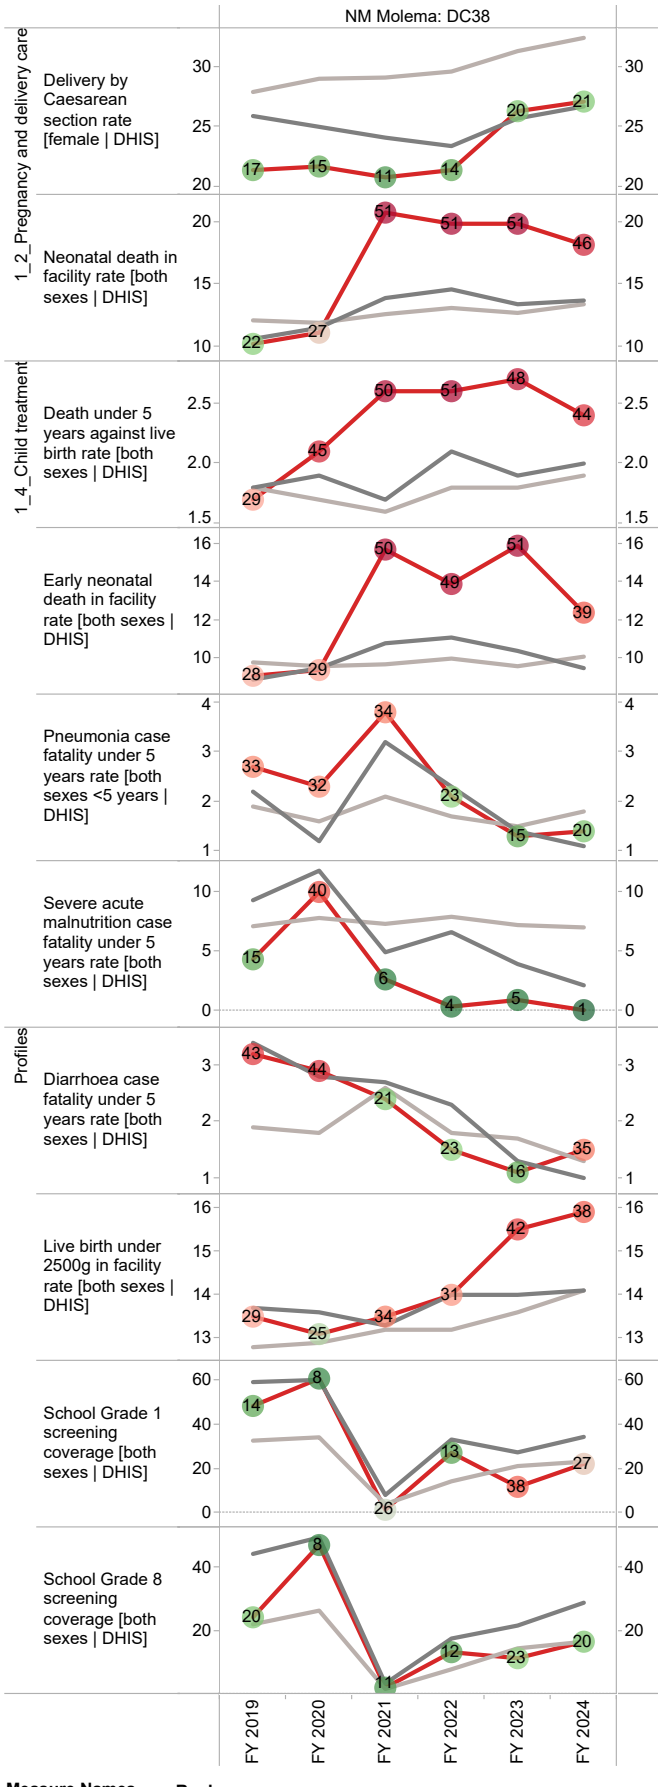 NM Molema: DC38
1_2_Pregnancy and delivery care
Delivery by
Caesarean
section rate
[female | DHIS]
30
25
20
17
15
11
14
20
21
30
25
20
Neonatal death in
facility rate [both
sexes | DHIS]
20
15
10
22
27
51
51
51
46
20
15
10
1_4_Child treatment
Death under 5
years against live
birth rate [both
sexes | DHIS]
2.5
2.0
1.5
29
45
50
51
48
44
2.5
2.0
1.5
Early neonatal
death in facility
rate [both sexes |
DHIS]
16
14
12
10
28
29
50
49
51
39
16
14
12
10
Pneumonia case
fatality under 5
years rate [both
sexes <5 years |
DHIS]
4
3
2
1
33
32
34
23
15
20
4
3
2
1
Severe acute
malnutrition case
fatality under 5
years rate [both
sexes | DHIS]
10
5
0
15
40
6
4
5
1
10
5
0
Profiles
Diarrhoea case
fatality under 5
years rate [both
sexes | DHIS]
3
2
1
43
44
21
23
16
35
3
2
1
Live birth under
2500g in facility
rate [both sexes |
DHIS]
16
15
14
13
29
25
34
31
42
38
16
15
14
13
School Grade 1
screening
coverage [both
sexes | DHIS]
60
40
20
0
14
8
26
13
38
27
60
40
20
0
School Grade 8
screening
coverage [both
sexes | DHIS]
40
20
20
8
11
12
23
20
40
20
FY 2019
FY 2020
FY 2021
FY 2022
FY 2023
FY 2024